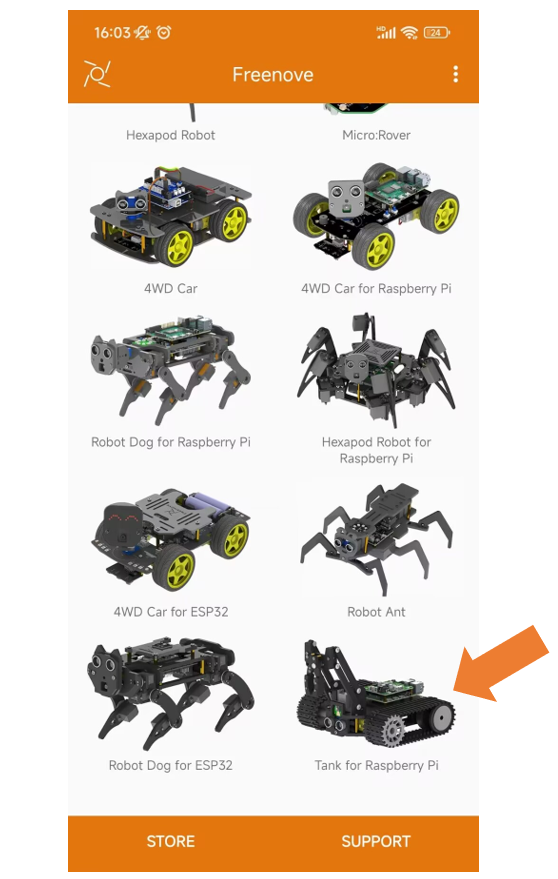 16:03
HD
24
Freenove
Hexapod Robot
Micro:Rover
4WD Car
4WD Car for Raspberry Pi
Robot Dog for Raspberry Pi
Hexapod Robot for
Raspberry Pi
4WD Car for ESP32
Robot Ant
Robot Dog for ESP32
Tank for Raspberry Pi
STORE
SUPPORT